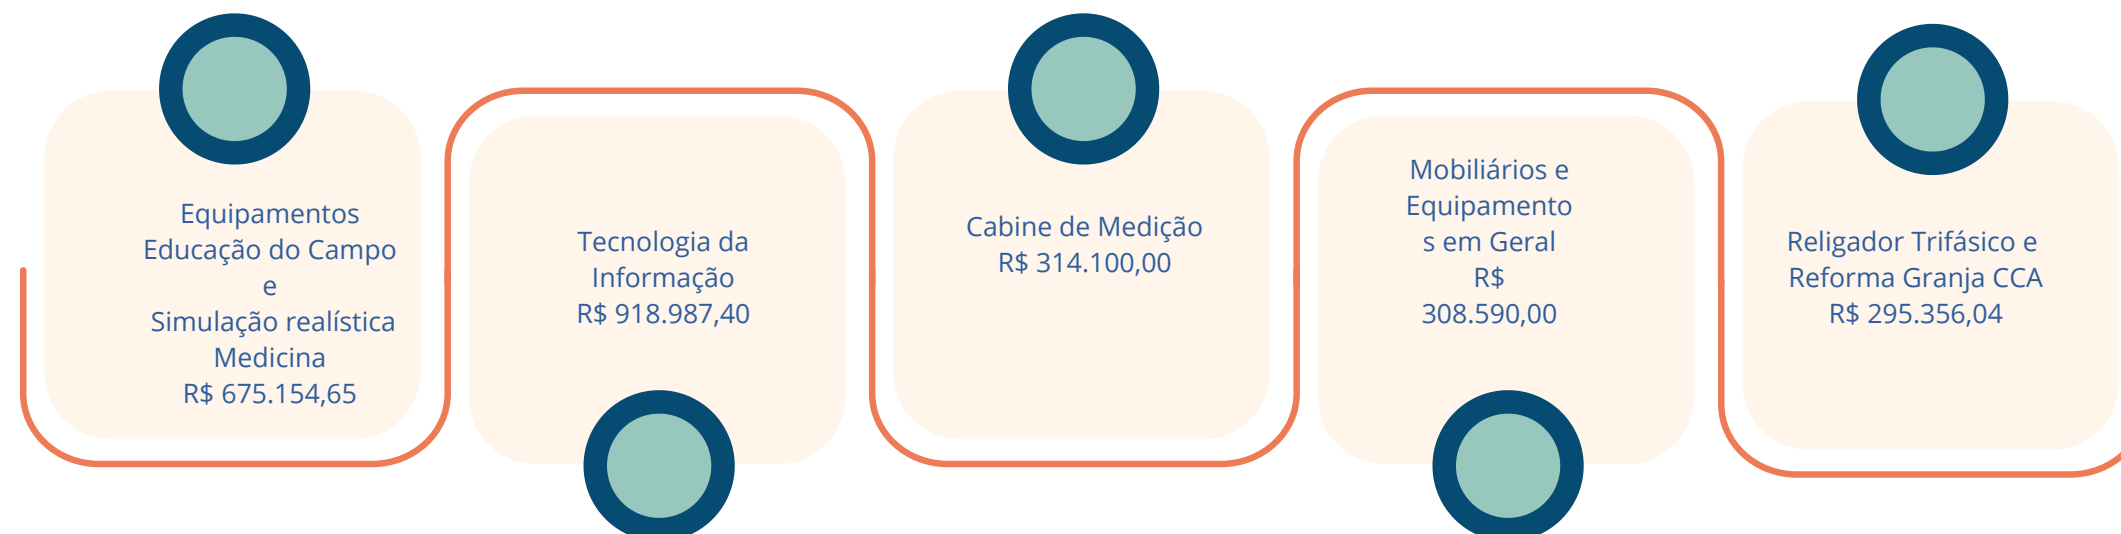 Equipamentos
Educação do Campo
e
Simulação realística
Medicina
R$ 675.154,65
Tecnologia da
Informação
R$ 918.987,40
Cabine de Medição
R$ 314.100,00
Mobiliários e
Equipamento
s em Geral
R$
308.590,00
Religador Trifásico e
Reforma Granja CCA
R$ 295.356,04